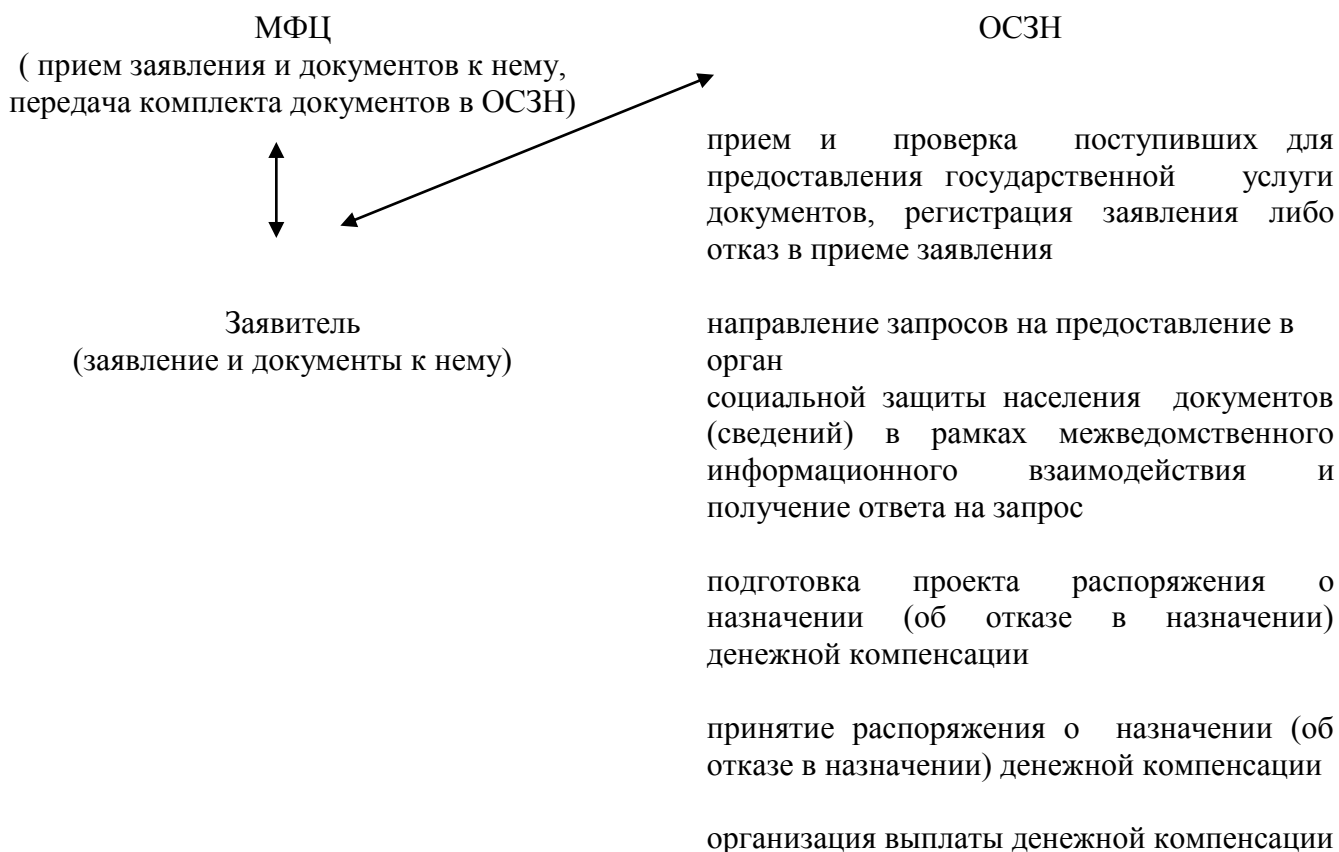 МФЦ
( прием заявления и документов к нему,
передача комплекта документов в ОСЗН)
Заявитель
(заявление и документы к нему)
ОСЗН
прием и проверка поступивших для
предоставления государственной услуги
документов, регистрация заявления либо
отказ в приеме заявления
направление запросов на предоставление в
орган
социальной защиты населения документов
(сведений) в рамках межведомственного
информационного взаимодействия и
получение ответа на запрос
подготовка проекта распоряжения о
назначении (об отказе в назначении)
денежной компенсации
принятие распоряжения о назначении (об
отказе в назначении) денежной компенсации
организация выплаты денежной компенсации